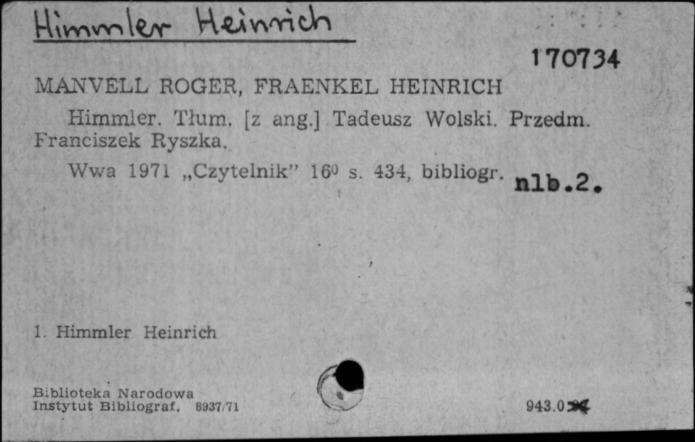 Himmler Heinrich
170734
MANVELL ROGER, FRAENKEL HEINRICH
Himmler. Tłum. [z ang.] Tadeusz Wolski. Przedm.
Franciszek Ryszka.
Wwa 1971 „Czytelnik” 16⁰ s. 434, bibliogr. nlb.2.
1. Himmler Heinrich
Biblioteka Narodowa
Instytut Bibliograf. 8937/71
943.0